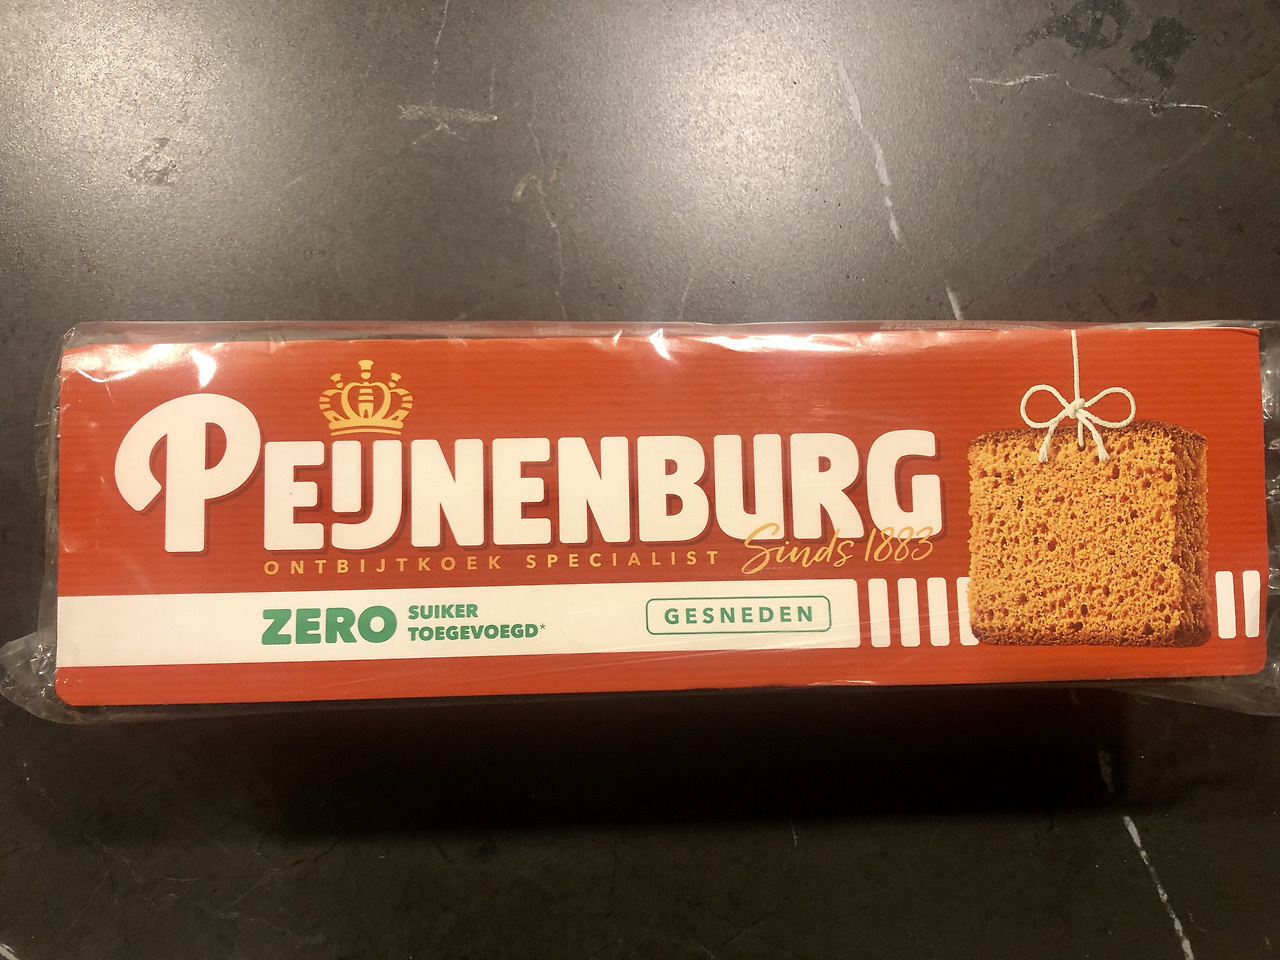 PEIJNENBURG
ONTBIJTKOEK SPECIALIST Sinds 1883
ZERO SUIKER TOEGEVOEGD*
GESNEDEN